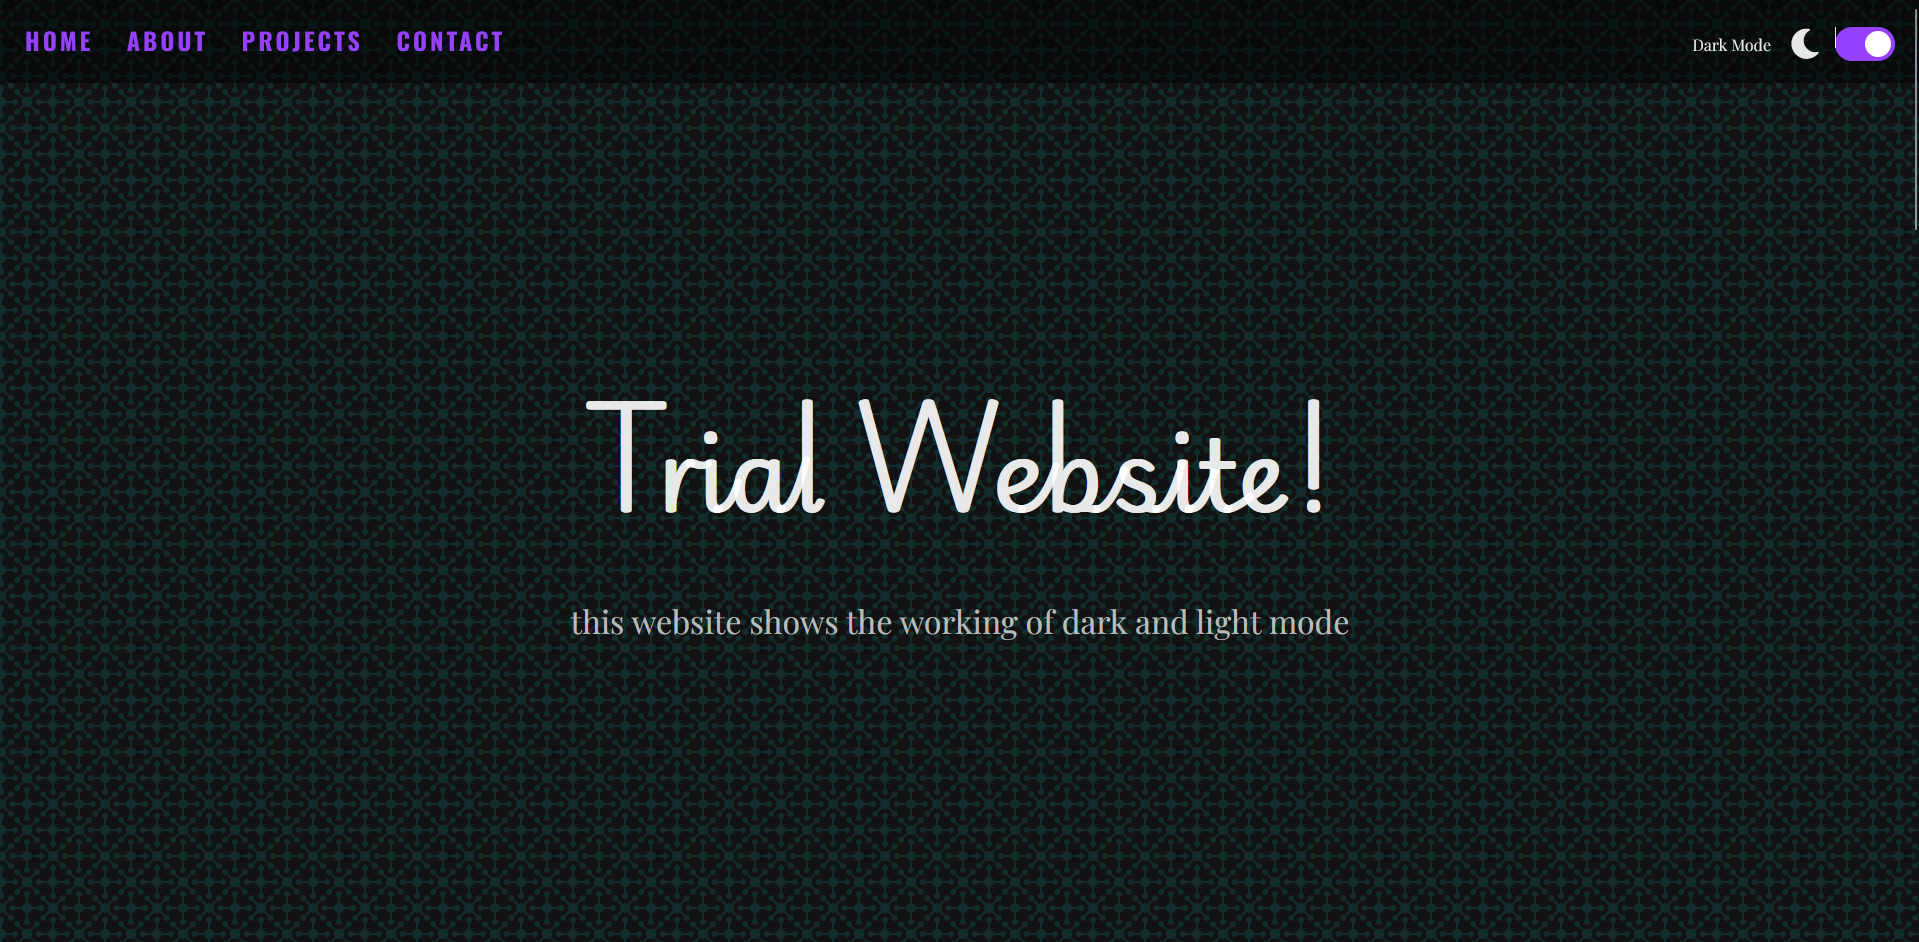 HOME ABOUT PROJECTS CONTACT Dark Mode
Trial Website!
this website shows the working of dark and light mode